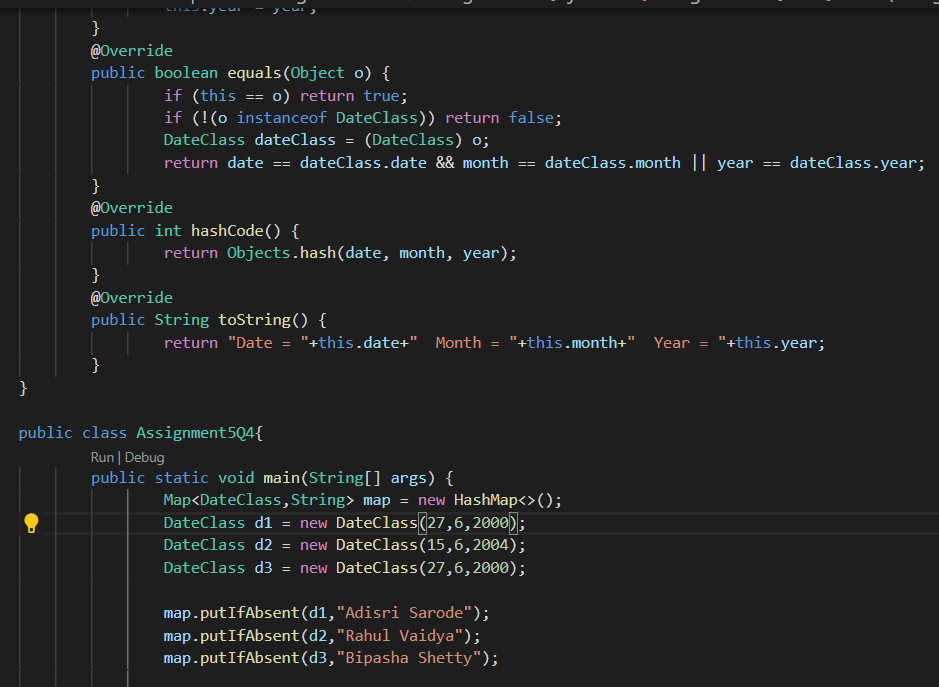 this.year = year;
}
@Override
public boolean equals(Object o) {
if (this == o) return true;
if (!(o instanceof DateClass)) return false;
DateClass dateClass = (DateClass) o;
return date == dateClass.date && month == dateClass.month || year == dateClass.year;
}
@Override
public int hashCode() {
return Objects.hash(date, month, year);
}
@Override
public String toString() {
return "Date = "+this.date+"  Month = "+this.month+"  Year = "+this.year;
}
}
public class Assignment5Q4{
Run | Debug
public static void main(String[] args) {
Map<DateClass,String> map = new HashMap<>();
DateClass d1 = new DateClass(27,6,2000);
DateClass d2 = new DateClass(15,6,2004);
DateClass d3 = new DateClass(27,6,2000);
map.putIfAbsent(d1,"Adisri Sarode");
map.putIfAbsent(d2,"Rahul Vaidya");
map.putIfAbsent(d3,"Bipasha Shetty");